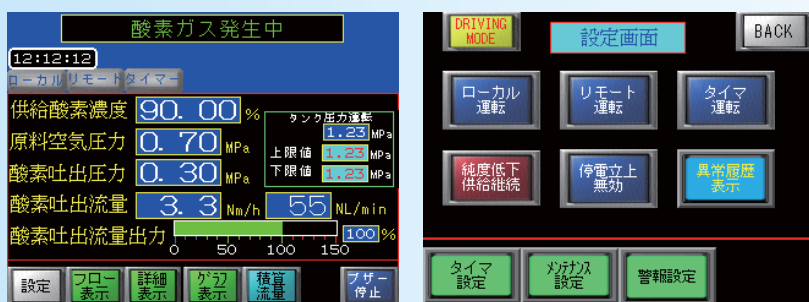 酸素ガス発生中
12:12:12
ローカル リモート タイマー
供給酸素濃度 90.00 %
タンク圧力運転
1.23 MPa
原料空気圧力 0.70 MPa
上限値 1.23 MPa
酸素吐出圧力 0.30 MPa
下限値 1.23 MPa
酸素吐出流量 3.3 Nm/h 55 NL/min
酸素吐出流量出力 100 %
0 50 100 150
設定
フロー
表示
詳細
表示
グラフ
表示
積算
流量
ブザー
停止
DRIVING
MODE
設定画面
BACK
ローカル
運転
リモート
運転
タイマ
運転
純度低下
供給継続
停電立上
無効
異常履歴
表示
タイマ
設定
メンテナンス
設定
警報設定